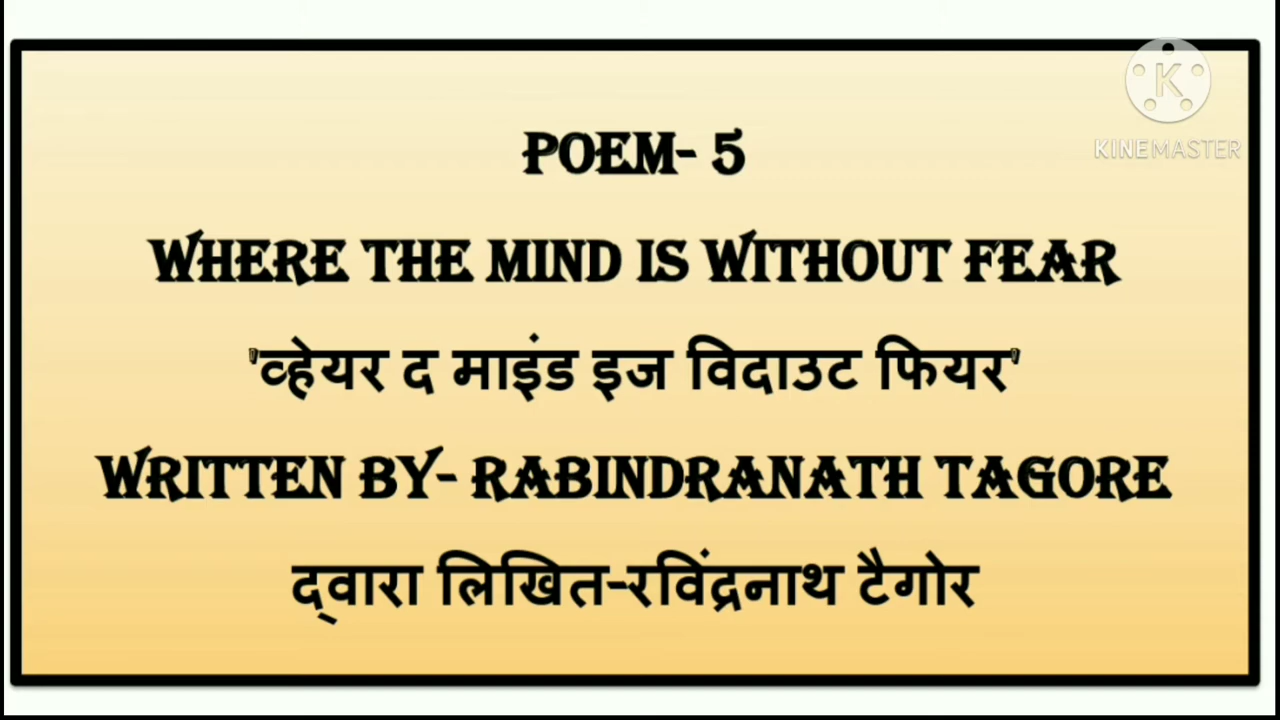 POEM- 5
K
KINEMASTER
WHERE THE MIND IS WITHOUT FEAR
'व्हेयर द माइंड इज विदाउट फियर'
WRITTEN BY- RABINDRANATH TAGORE
द्‌वारा लिखित-रविंद्रनाथ टैगोर